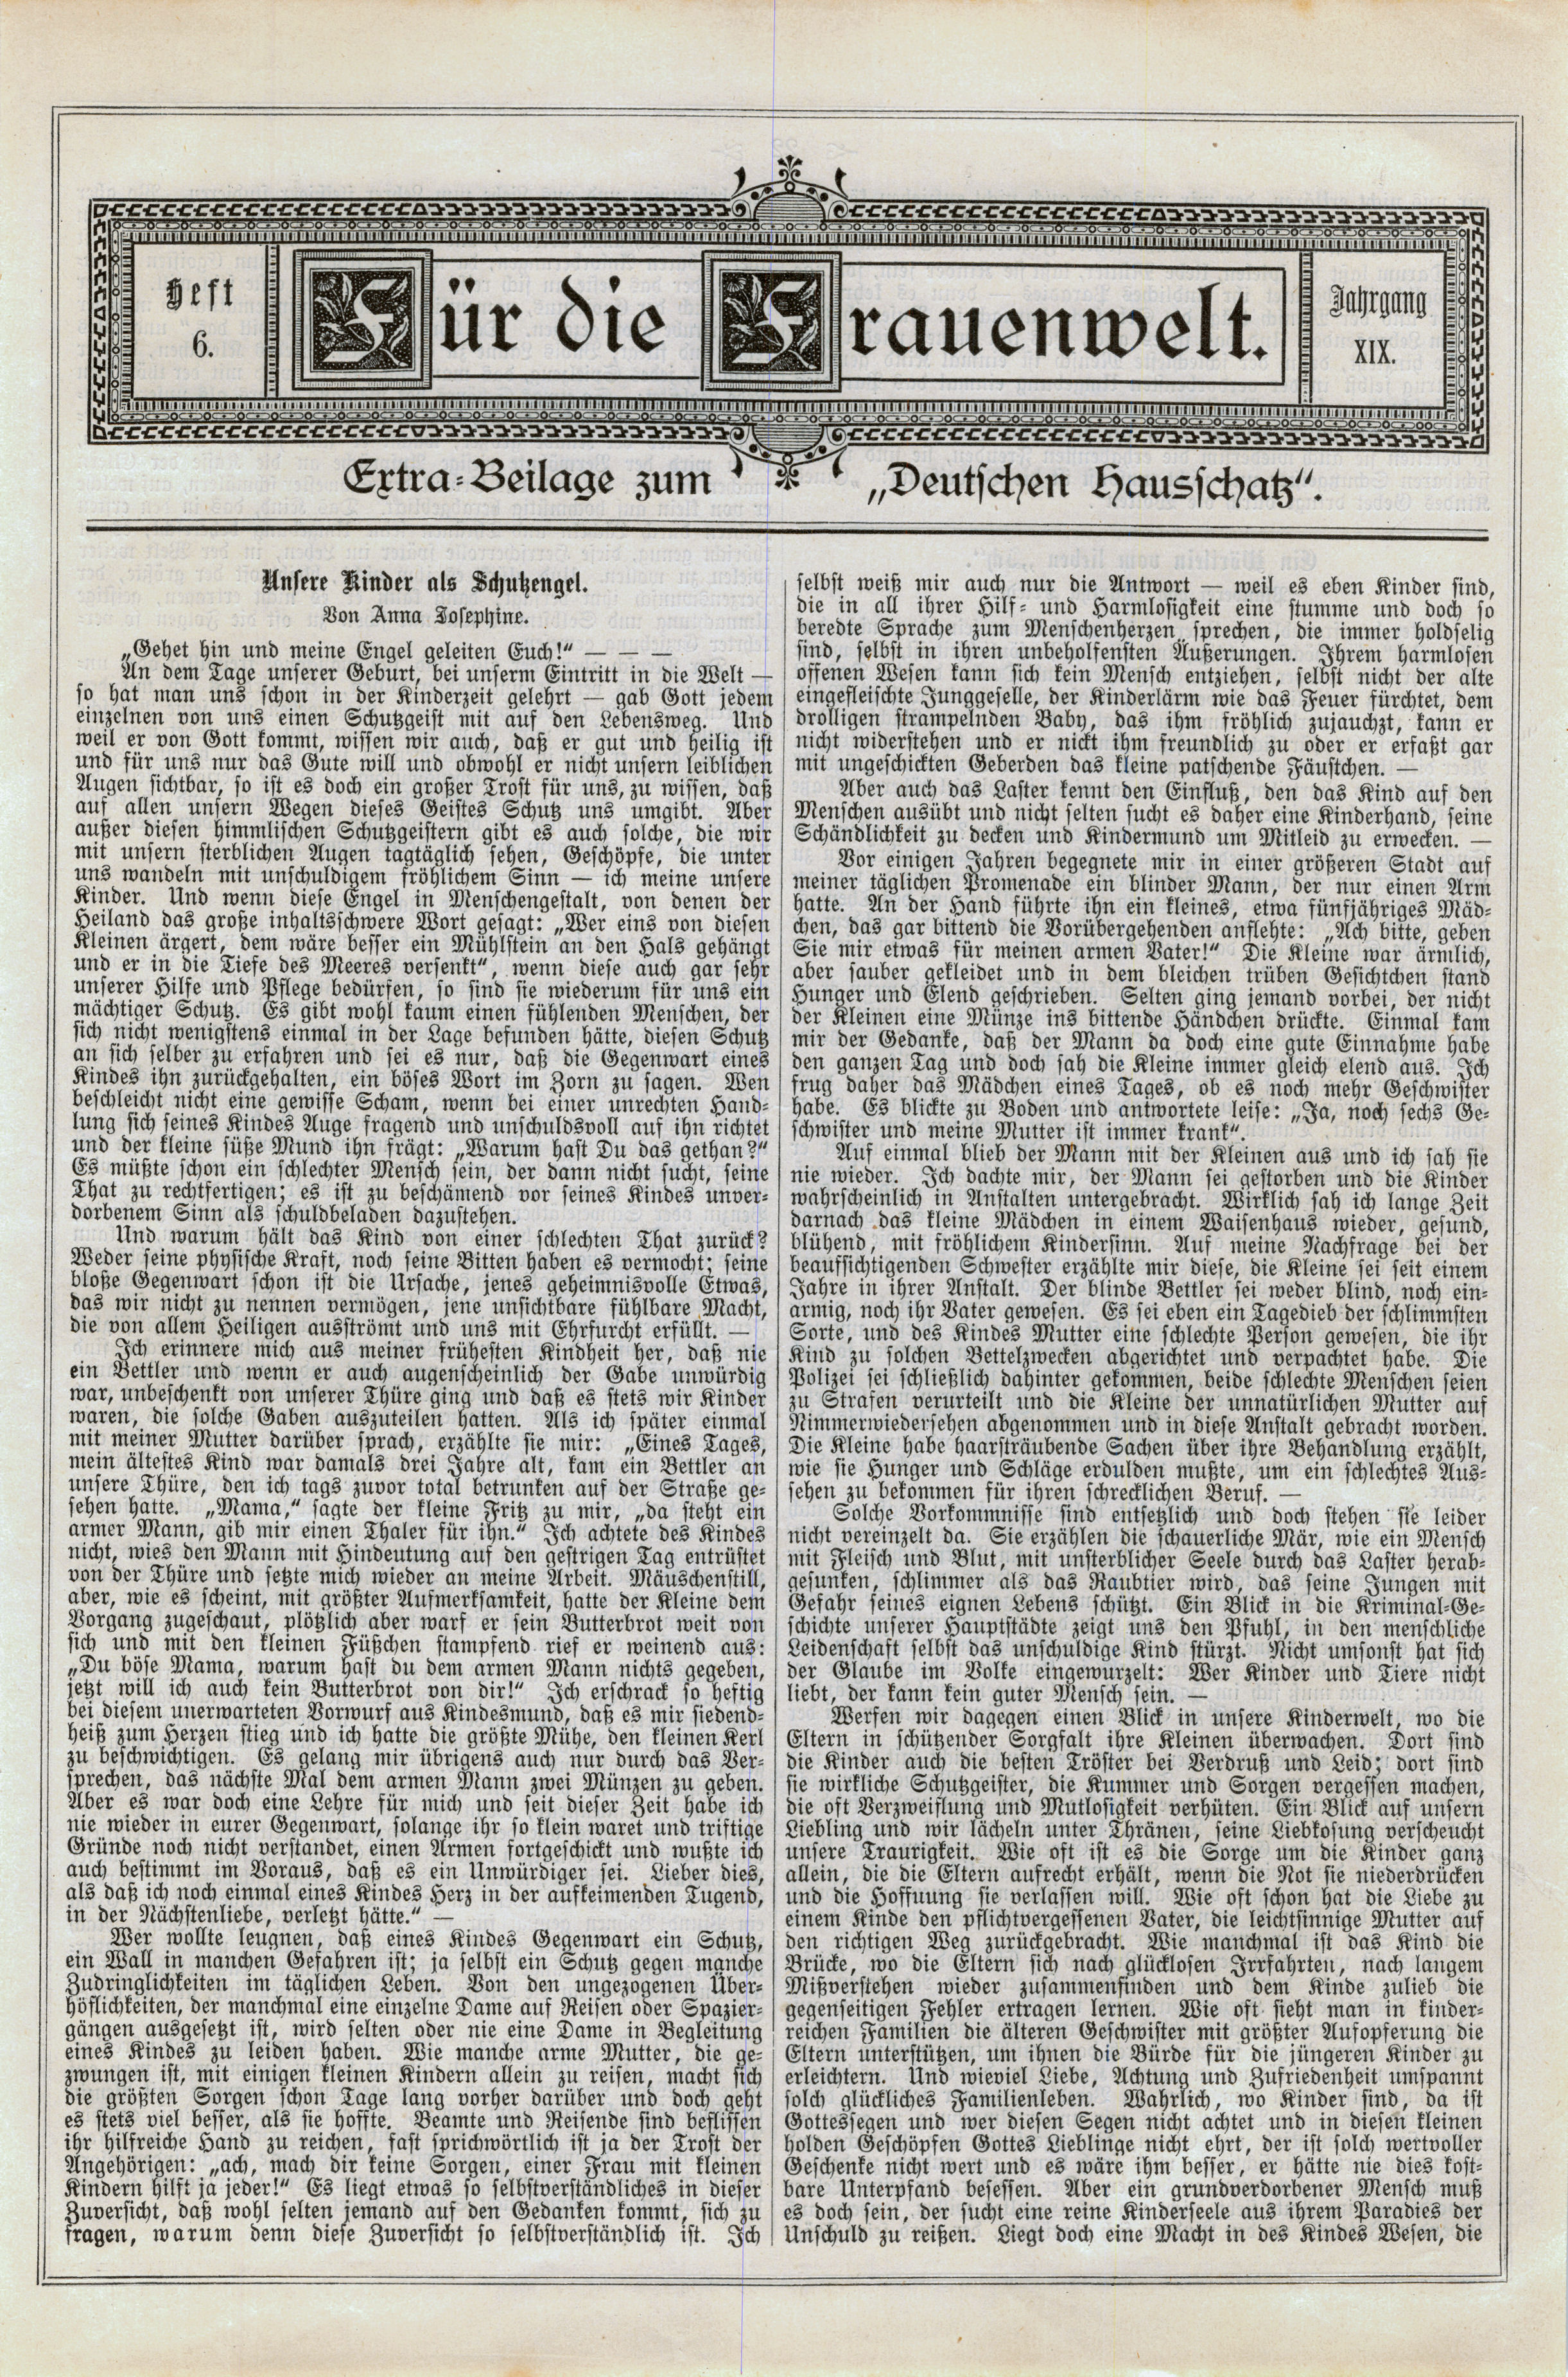 Heft
6.
Für die Frauenwelt.
Jahrgang
XIX.
Extra-Beilage zum „Deutschen Hausschatz“.
Unsere Kinder als Schutzengel.
Von Anna Josephine.
„Gehet hin und meine Engel geleiten Euch!“ — — —
An dem Tage unserer Geburt, bei unserm Eintritt in die Welt —
so hat man uns schon in der Kinderzeit gelehrt — gab Gott jedem
einzelnen von uns einen Schutzgeist mit auf den Lebensweg. Und
weil er von Gott kommt, wissen wir auch, daß er gut und heilig ist
und für uns nur das Gute will und obwohl er nicht unsern leiblichen
Augen sichtbar, so ist es doch ein großer Trost für uns, zu wissen, daß
auf allen unsern Wegen dieses Geistes Schutz uns umgibt. Aber
außer diesen himmlischen Schutzgeistern gibt es auch solche, die wir
mit unsern sterblichen Augen tagtäglich sehen, Geschöpfe, die unter
uns wandeln mit unschuldigem fröhlichem Sinn — ich meine unsere
Kinder. Und wenn diese Engel in Menschengestalt, von denen der
Heiland das große inhaltsschwere Wort gesagt: „Wer eins von diesen
Kleinen ärgert, dem wäre besser ein Mühlstein an den Hals gehängt
und er in die Tiefe des Meeres versenkt“, wenn diese auch gar sehr
unserer Hilfe und Pflege bedürfen, so sind sie wiederum für uns ein
mächtiger Schutz. Es gibt wohl kaum einen fühlenden Menschen, der
sich nicht wenigstens einmal in der Lage befunden hätte, diesen Schutz
an sich selber zu erfahren und sei es nur, daß die Gegenwart eines
Kindes ihn zurückgehalten, ein böses Wort im Zorn zu sagen. Wen
beschleicht nicht eine gewisse Scham, wenn bei einer unrechten Hand-
lung sich seines Kindes Auge fragend und unschuldsvoll auf ihn richtet
und der kleine süße Mund ihn frägt: „Warum hast Du das gethan?“
Es müßte schon ein schlechter Mensch sein, der dann nicht sucht, seine
That zu rechtfertigen; es ist zu beschämend vor seines Kindes unver-
dorbenem Sinn als schuldbeladen dazustehen.
Und warum hält das Kind von einer schlechten That zurück?
Weder seine physische Kraft, noch seine Bitten haben es vermocht; seine
bloße Gegenwart schon ist die Ursache, jenes geheimnisvolle Etwas,
das wir nicht zu nennen vermögen, jene unsichtbare fühlbare Macht,
die von allem Heiligen ausströmt und uns mit Ehrfurcht erfüllt. —
Ich erinnere mich aus meiner frühesten Kindheit her, daß nie
ein Bettler und wenn er auch augenscheinlich der Gabe unwürdig
war, unbeschenkt von unserer Thüre ging und daß es stets wir Kinder
waren, die solche Gaben auszuteilen hatten. Als ich später einmal
mit meiner Mutter darüber sprach, erzählte sie mir: „Eines Tages,
mein ältestes Kind war damals drei Jahre alt, kam ein Bettler an
unsere Thüre, den ich tags zuvor total betrunken auf der Straße ge-
sehen hatte. „Mama,“ sagte der kleine Fritz zu mir, „da steht ein
armer Mann, gib mir einen Thaler für ihn.“ Ich achtete des Kindes
nicht, wies den Mann mit Hindeutung auf den gestrigen Tag entrüstet
von der Thüre und setzte mich wieder an meine Arbeit. Mäuschenstill,
aber, wie es scheint, mit größter Aufmerksamkeit, hatte der Kleine dem
Vorgang zugeschaut, plötzlich aber warf er sein Butterbrot weit von
sich und mit den kleinen Füßchen stampfend rief er weinend aus:
„Du böse Mama, warum hast du dem armen Mann nichts gegeben,
jetzt will ich auch kein Butterbrot von dir!“ Ich erschrack so heftig
bei diesem unerwarteten Vorwurf aus Kindesmund, daß es mir siedend-
heiß zum Herzen stieg und ich hatte die größte Mühe, den kleinen Kerl
zu beschwichtigen. Es gelang mir übrigens auch nur durch das Ver-
sprechen, das nächste Mal dem armen Mann zwei Münzen zu geben.
Aber es war doch eine Lehre für mich und seit dieser Zeit habe ich
nie wieder in eurer Gegenwart, solange ihr so klein waret und triftige
Gründe noch nicht verstandet, einen Armen fortgeschickt und wußte ich
auch bestimmt im Voraus, daß es ein Unwürdiger sei. Lieber dies,
als daß ich noch einmal eines Kindes Herz in der aufkeimenden Tugend,
in der Nächstenliebe, verletzt hätte.“ —
Wer wollte leugnen, daß eines Kindes Gegenwart ein Schutz,
ein Wall in manchen Gefahren ist; ja selbst ein Schutz gegen manche
Zudringlichkeiten im täglichen Leben. Von den ungezogenen Über-
höflichkeiten, der manchmal eine einzelne Dame auf Reisen oder Spazier-
gängen ausgesetzt ist, wird selten oder nie eine Dame in Begleitung
eines Kindes zu leiden haben. Wie manche arme Mutter, die ge-
zwungen ist, mit einigen kleinen Kindern allein zu reisen, macht sich
die größten Sorgen schon Tage lang vorher darüber und doch geht
es stets viel besser, als sie hoffte. Beamte und Reisende sind beflissen
ihr hilfreiche Hand zu reichen, fast sprichwörtlich ist ja der Trost der
Angehörigen: „ach, mach dir keine Sorgen, einer Frau mit kleinen
Kindern hilft ja jeder!“ Es liegt etwas so selbstverständliches in dieser
Zuversicht, daß wohl selten jemand auf den Gedanken kommt, sich zu
fragen, warum denn diese Zuversicht so selbstverständlich ist. Ich
selbst weiß mir auch nur die Antwort — weil es eben Kinder sind,
die in all ihrer Hilf- und Harmlosigkeit eine stumme und doch so
beredte Sprache zum Menschenherzen sprechen, die immer holdselig
sind, selbst in ihren unbeholfensten Äußerungen. Ihrem harmlosen
offenen Wesen kann sich kein Mensch entziehen, selbst nicht der alte
eingefleischte Junggeselle, der Kinderlärm wie das Feuer fürchtet, dem
drolligen strampelnden Baby, das ihm fröhlich zujauchzt, kann er
nicht widerstehen und er nickt ihm freundlich zu oder er erfaßt gar
mit ungeschickten Geberden das kleine patschende Fäustchen. —
Aber auch das Laster kennt den Einfluß, den das Kind auf den
Menschen ausübt und nicht selten sucht es daher eine Kinderhand, seine
Schändlichkeit zu decken und Kindermund um Mitleid zu erwecken. —
Vor einigen Jahren begegnete mir in einer größeren Stadt auf
meiner täglichen Promenade ein blinder Mann, der nur einen Arm
hatte. An der Hand führte ihn ein kleines, etwa fünfjähriges Mäd-
chen, das gar bittend die Vorübergehenden anflehte: „Ach bitte, geben
Sie mir etwas für meinen armen Vater!“ Die Kleine war ärmlich,
aber sauber gekleidet und in dem bleichen trüben Gesichtchen stand
Hunger und Elend geschrieben. Selten ging jemand vorbei, der nicht
der Kleinen eine Münze ins bittende Händchen drückte. Einmal kam
mir der Gedanke, daß der Mann da doch eine gute Einnahme habe
den ganzen Tag und doch sah die Kleine immer gleich elend aus. Ich
frug daher das Mädchen eines Tages, ob es noch mehr Geschwister
habe. Es blickte zu Boden und antwortete leise: „Ja, noch sechs Ge-
schwister und meine Mutter ist immer krank“.
Auf einmal blieb der Mann mit der Kleinen aus und ich sah sie
nie wieder. Ich dachte mir, der Mann sei gestorben und die Kinder
wahrscheinlich in Anstalten untergebracht. Wirklich sah ich lange Zeit
darnach das kleine Mädchen in einem Waisenhaus wieder, gesund,
blühend, mit fröhlichem Kindersinn. Auf meine Nachfrage bei der
beaufsichtigenden Schwester erzählte mir diese, die Kleine sei seit einem
Jahre in ihrer Anstalt. Der blinde Bettler sei weder blind, noch ein-
armig, noch ihr Vater gewesen. Es sei eben ein Tagedieb der schlimmsten
Sorte, und des Kindes Mutter eine schlechte Person gewesen, die ihr
Kind zu solchen Bettelzwecken abgerichtet und verpachtet habe. Die
Polizei sei schließlich dahinter gekommen, beide schlechte Menschen seien
zu Strafen verurteilt und die Kleine der unnatürlichen Mutter auf
Nimmerwiedersehen abgenommen und in diese Anstalt gebracht worden.
Die Kleine habe haarsträubende Sachen über ihre Behandlung erzählt,
wie sie Hunger und Schläge erdulden mußte, um ein schlechtes Aus-
sehen zu bekommen für ihren schrecklichen Beruf. —
Solche Vorkommnisse sind entsetzlich und doch stehen sie leider
nicht vereinzelt da. Sie erzählen die schauerliche Mär, wie ein Mensch
mit Fleisch und Blut, mit unsterblicher Seele durch das Laster herab-
gesunken, schlimmer als das Raubtier wird, das seine Jungen mit
Gefahr seines eignen Lebens schützt. Ein Blick in die Kriminal-Ge-
schichte unserer Hauptstädte zeigt uns den Pfuhl, in den menschliche
Leidenschaft selbst das unschuldige Kind stürzt. Nicht umsonst hat sich
der Glaube im Volke eingewurzelt: Wer Kinder und Tiere nicht
liebt, der kann kein guter Mensch sein. —
Werfen wir dagegen einen Blick in unsere Kinderwelt, wo die
Eltern in schützender Sorgfalt ihre Kleinen überwachen. Dort sind
die Kinder auch die besten Tröster bei Verdruß und Leid; dort sind
sie wirkliche Schutzgeister, die Kummer und Sorgen vergessen machen,
die oft Verzweiflung und Mutlosigkeit verhüten. Ein Blick auf unsern
Liebling und wir lächeln unter Thränen, seine Liebkosung verscheucht
unsere Traurigkeit. Wie oft ist es die Sorge um die Kinder ganz
allein, die die Eltern aufrecht erhält, wenn die Not sie niederdrücken
und die Hoffnung sie verlassen will. Wie oft schon hat die Liebe zu
einem Kinde den pflichtvergessenen Vater, die leichtsinnige Mutter auf
den richtigen Weg zurückgebracht. Wie manchmal ist das Kind die
Brücke, wo die Eltern sich nach glücklosen Irrfahrten, nach langem
Mißverstehen wieder zusammenfinden und dem Kinde zulieb die
gegenseitigen Fehler ertragen lernen. Wie oft sieht man in kinder-
reichen Familien die älteren Geschwister mit größter Aufopferung die
Eltern unterstützen, um ihnen die Bürde für die jüngeren Kinder zu
erleichtern. Und wieviel Liebe, Achtung und Zufriedenheit umspannt
solch glückliches Familienleben. Wahrlich, wo Kinder sind, da ist
Gottessegen und wer diesen Segen nicht achtet und in diesen kleinen
holden Geschöpfen Gottes Lieblinge nicht ehrt, der ist solch wertvoller
Geschenke nicht wert und es wäre ihm besser, er hätte nie dies kost-
bare Unterpfand besessen. Aber ein grundverdorbener Mensch muß
es doch sein, der sucht eine reine Kinderseele aus ihrem Paradies der
Unschuld zu reißen. Liegt doch eine Macht in des Kindes Wesen, die